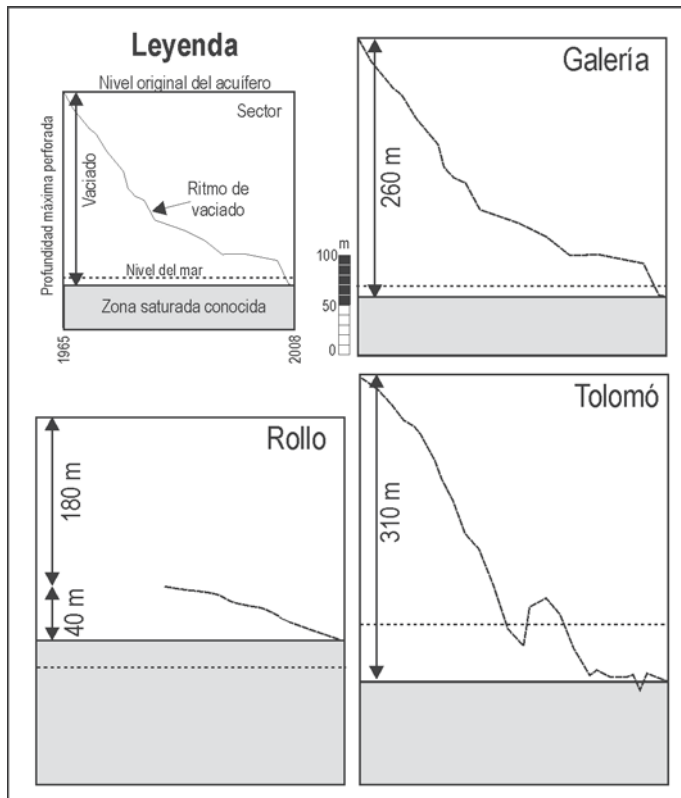 Leyenda
Nivel original del acuífero
Sector
Profundidad máxima perforada
Vaciado
Ritmo de
vaciado
Nivel del mar
Zona saturada conocida
1965
2008
Galería
260 m
m
100
50
0
Rollo
180 m
40 m
Tolomó
310 m